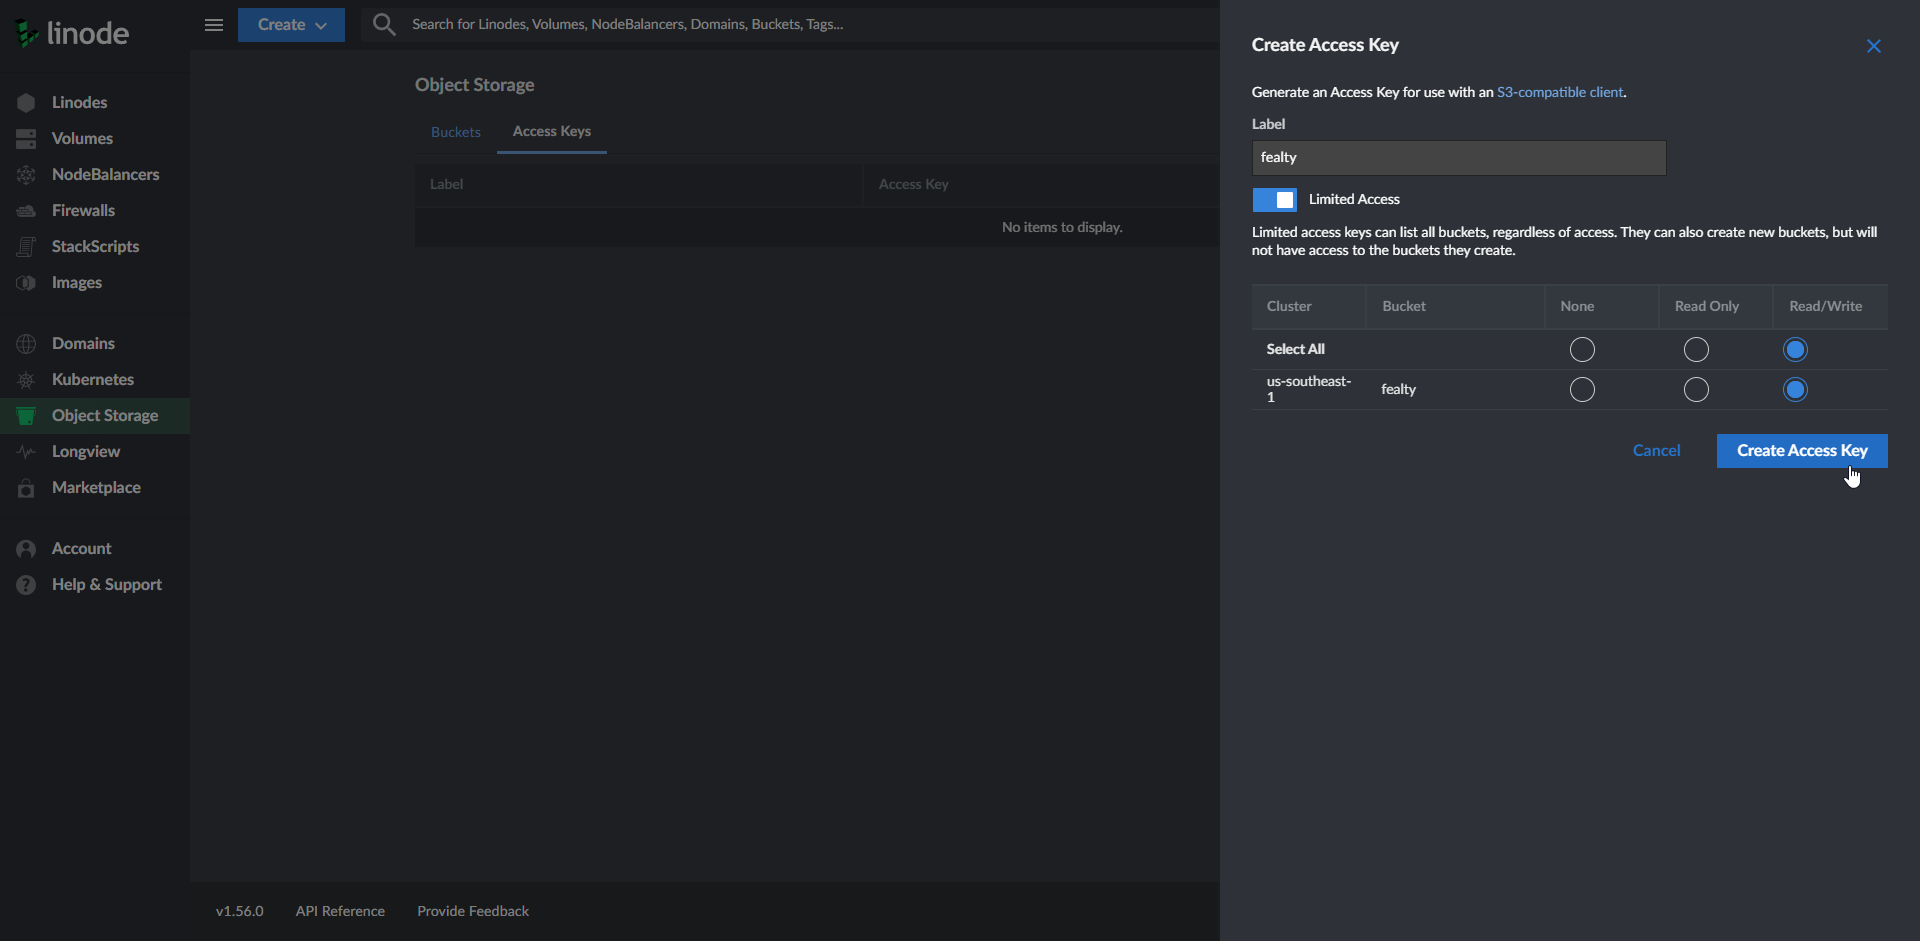 linode
Create
Search for Linodes, Volumes, NodeBalancers, Domains, Buckets, Tags...
Linodes
Volumes
NodeBalancers
Firewalls
StackScripts
Images
Domains
Kubernetes
Object Storage
Longview
Marketplace
Account
Help & Support
Object Storage
Buckets Access Keys
Label Access Key
No items to display.
v1.56.0 API Reference Provide Feedback
Create Access Key
Generate an Access Key for use with an S3-compatible client.
Label
fealty
Limited Access
Limited access keys can list all buckets, regardless of access. They can also create new buckets, but will
not have access to the buckets they create.
Cluster Bucket None Read Only Read/Write
Select All
us-southeast-
1
fealty
Cancel Create Access Key